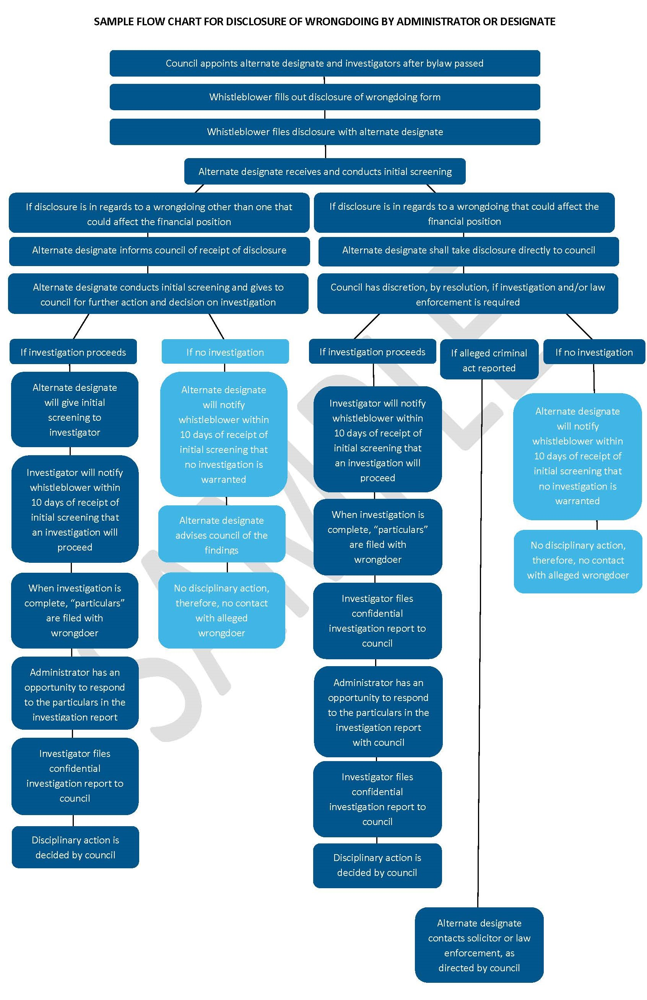 SAMPLE FLOW CHART FOR DISCLOSURE OF WRONGDOING BY ADMINISTRATOR OR DESIGNATE
Council appoints alternate designate and investigators after bylaw passed
Whistleblower fills out disclosure of wrongdoing form
Whistleblower files disclosure with alternate designate
Alternate designate receives and conducts initial screening
If disclosure is in regards to a wrongdoing other than one that
could affect the financial position
Alternate designate informs council of receipt of disclosure
Alternate designate conducts initial screening and gives to
council for further action and decision on investigation
If investigation proceeds
Alternate designate
will give initial
screening to
investigator
Investigator will notify
whistleblower within
10 days of receipt of
initial screening that
an investigation will
proceed
When investigation is
complete, “particulars”
are filed with
wrongdoer
Administrator has an
opportunity to respond
to the particulars in the
investigation report
Investigator files
confidential
investigation report to
council
Disciplinary action is
decided by council
If no investigation
Alternate designate
will notify
whistleblower within
10 days of receipt of
initial screening that
no investigation is
warranted
Alternate designate
advises council of the
findings
No disciplinary action,
therefore, no contact
with alleged
wrongdoer
If disclosure is in regards to a wrongdoing that could affect the
financial position
Alternate designate shall take disclosure directly to council
Council has discretion, by resolution, if investigation and/or law
enforcement is required
If investigation proceeds
Investigator will notify
whistleblower within
10 days of receipt of
initial screening that
an investigation will
proceed
When investigation is
complete, “particulars”
are filed with
wrongdoer
Investigator files
confidential
investigation report to
council
Administrator has an
opportunity to respond
to the particulars in the
investigation report
with council
Investigator files
confidential
investigation report to
council
Disciplinary action is
decided by council
If alleged criminal
act reported
Alternate designate
contacts solicitor or law
enforcement, as
directed by council
If no investigation
Alternate designate
will notify
whistleblower within
10 days of receipt of
initial screening that
no investigation is
warranted
No disciplinary action,
therefore, no contact
with alleged wrongdoer
SAMPLE